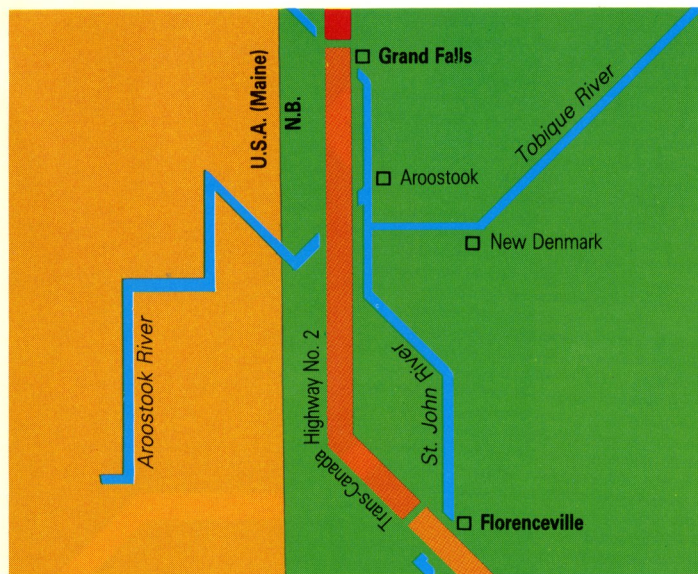 U.S.A. (Maine)
N.B.
Grand Falls
Tobique River
Aroostook
New Denmark
Aroostook River
Trans-Canada Highway No. 2
St. John River
Florenceville